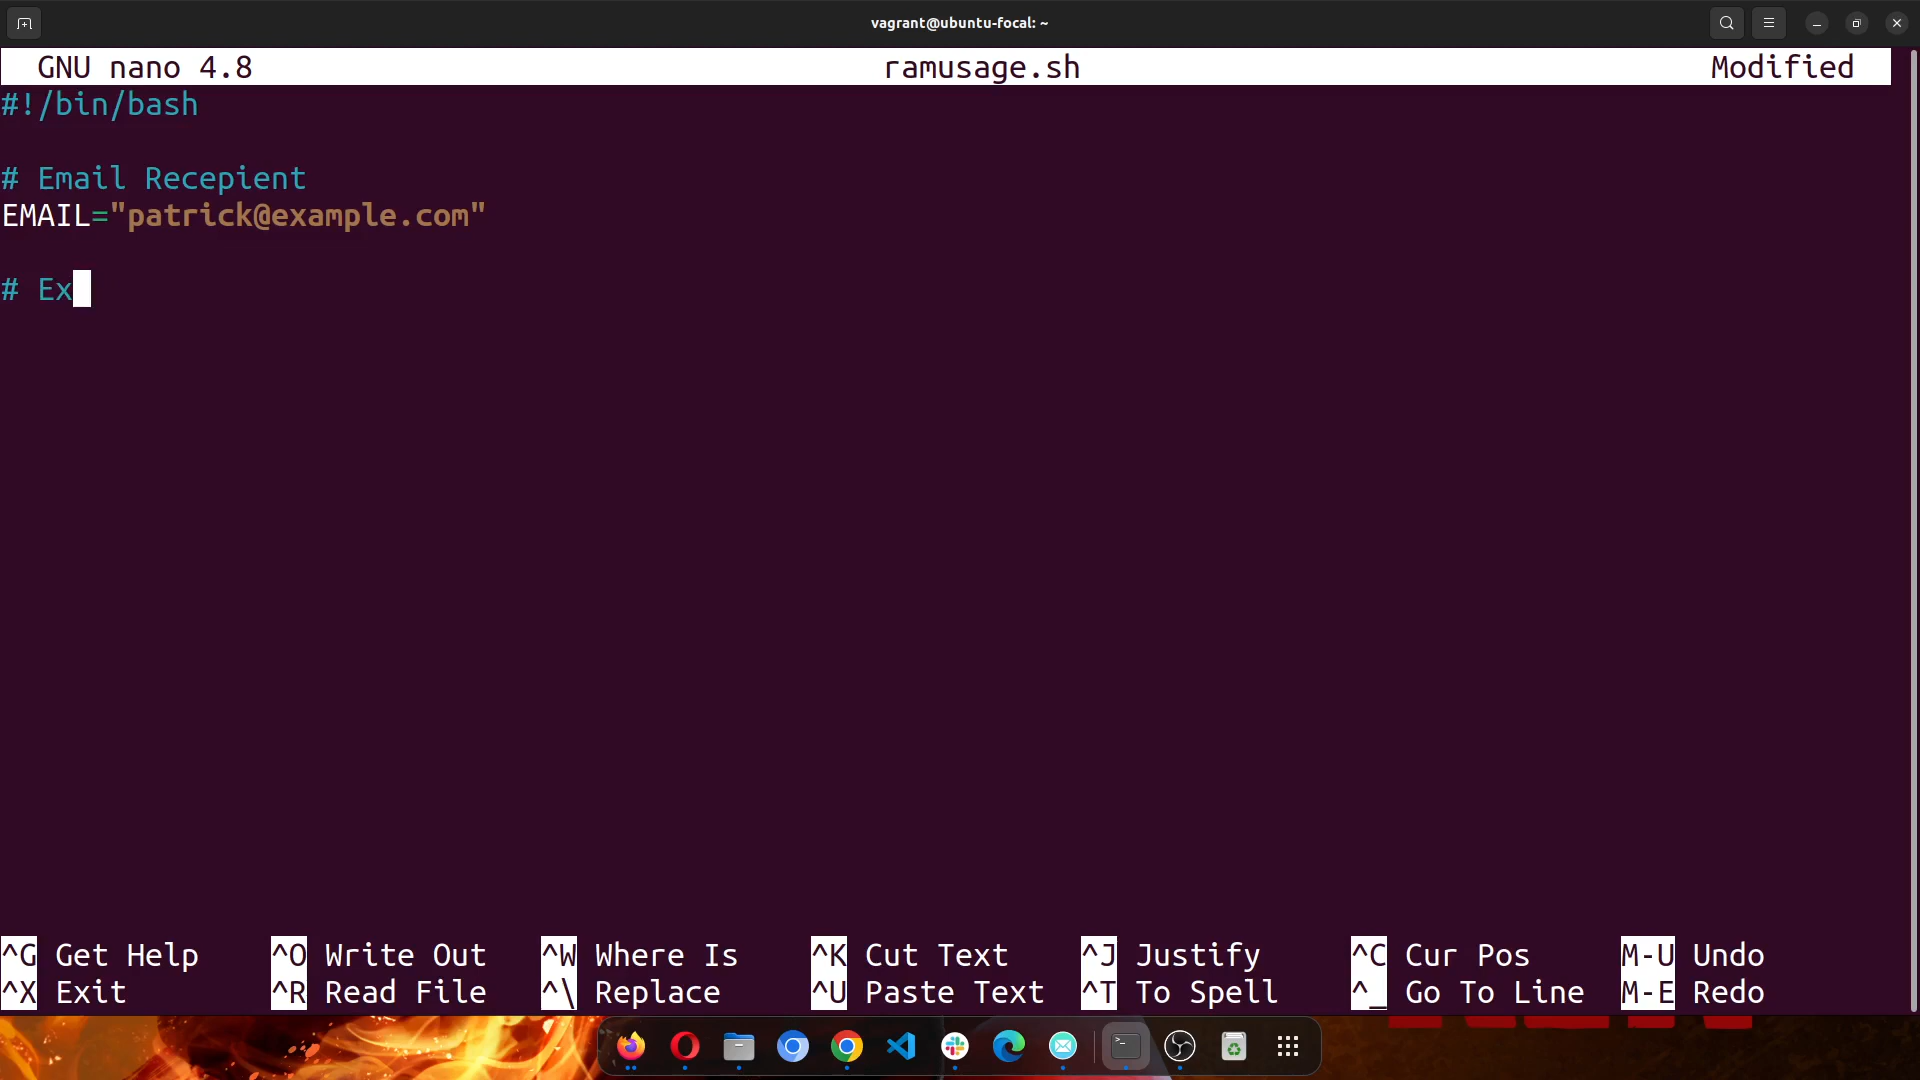 vagrant@ubuntu-focal: ~
GNU nano 4.8 ramusage.sh Modified
#!/bin/bash
# Email Recepient
EMAIL="patrick@example.com"
# Ex
^G Get Help ^O Write Out ^W Where Is ^K Cut Text ^J Justify ^C Cur Pos M-U Undo
^X Exit ^R Read File ^\ Replace ^U Paste Text ^T To Spell ^_ Go To Line M-E Redo